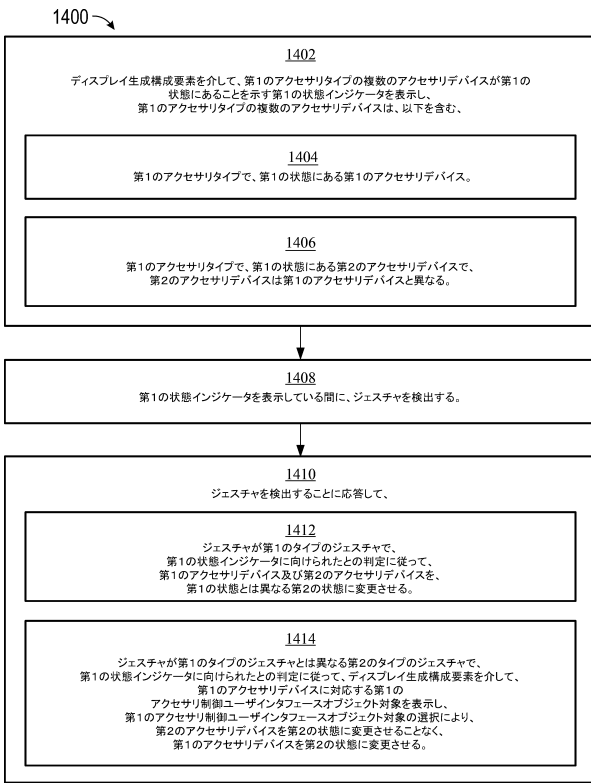 1400
1402
ディスプレイ生成構成要素を介して、第1のアクセサリタイプの複数のアクセサリデバイスが第1の
状態にあることを示す第1の状態インジケータを表示し、
第1のアクセサリタイプの複数のアクセサリデバイスは、以下を含む、
1404
第1のアクセサリタイプで、第1の状態にある第1のアクセサリデバイス。
1406
第1のアクセサリタイプで、第1の状態にある第2のアクセサリデバイスで、
第2のアクセサリデバイスは第1のアクセサリデバイスと異なる。
1408
第1の状態インジケータを表示している間に、ジェスチャを検出する。
1410
ジェスチャを検出することに応答して、
1412
ジェスチャが第1のタイプのジェスチャで、
第1の状態インジケータに向けられたとの判定に従って、
第1のアクセサリデバイス及び第2のアクセサリデバイスを、
第1の状態とは異なる第2の状態に変更させる。
1414
ジェスチャが第1のタイプのジェスチャとは異なる第2のタイプのジェスチャで、
第1の状態インジケータに向けられたとの判定に従って、ディスプレイ生成構成要素を介して、
第1のアクセサリデバイスに対応する第1の
アクセサリ制御ユーザインタフェースオブジェクト対象を表示し、
第1のアクセサリ制御ユーザインタフェースオブジェクト対象の選択により、
第2のアクセサリデバイスを第2の状態に変更させることなく、
第1のアクセサリデバイスを第2の状態に変更させる。